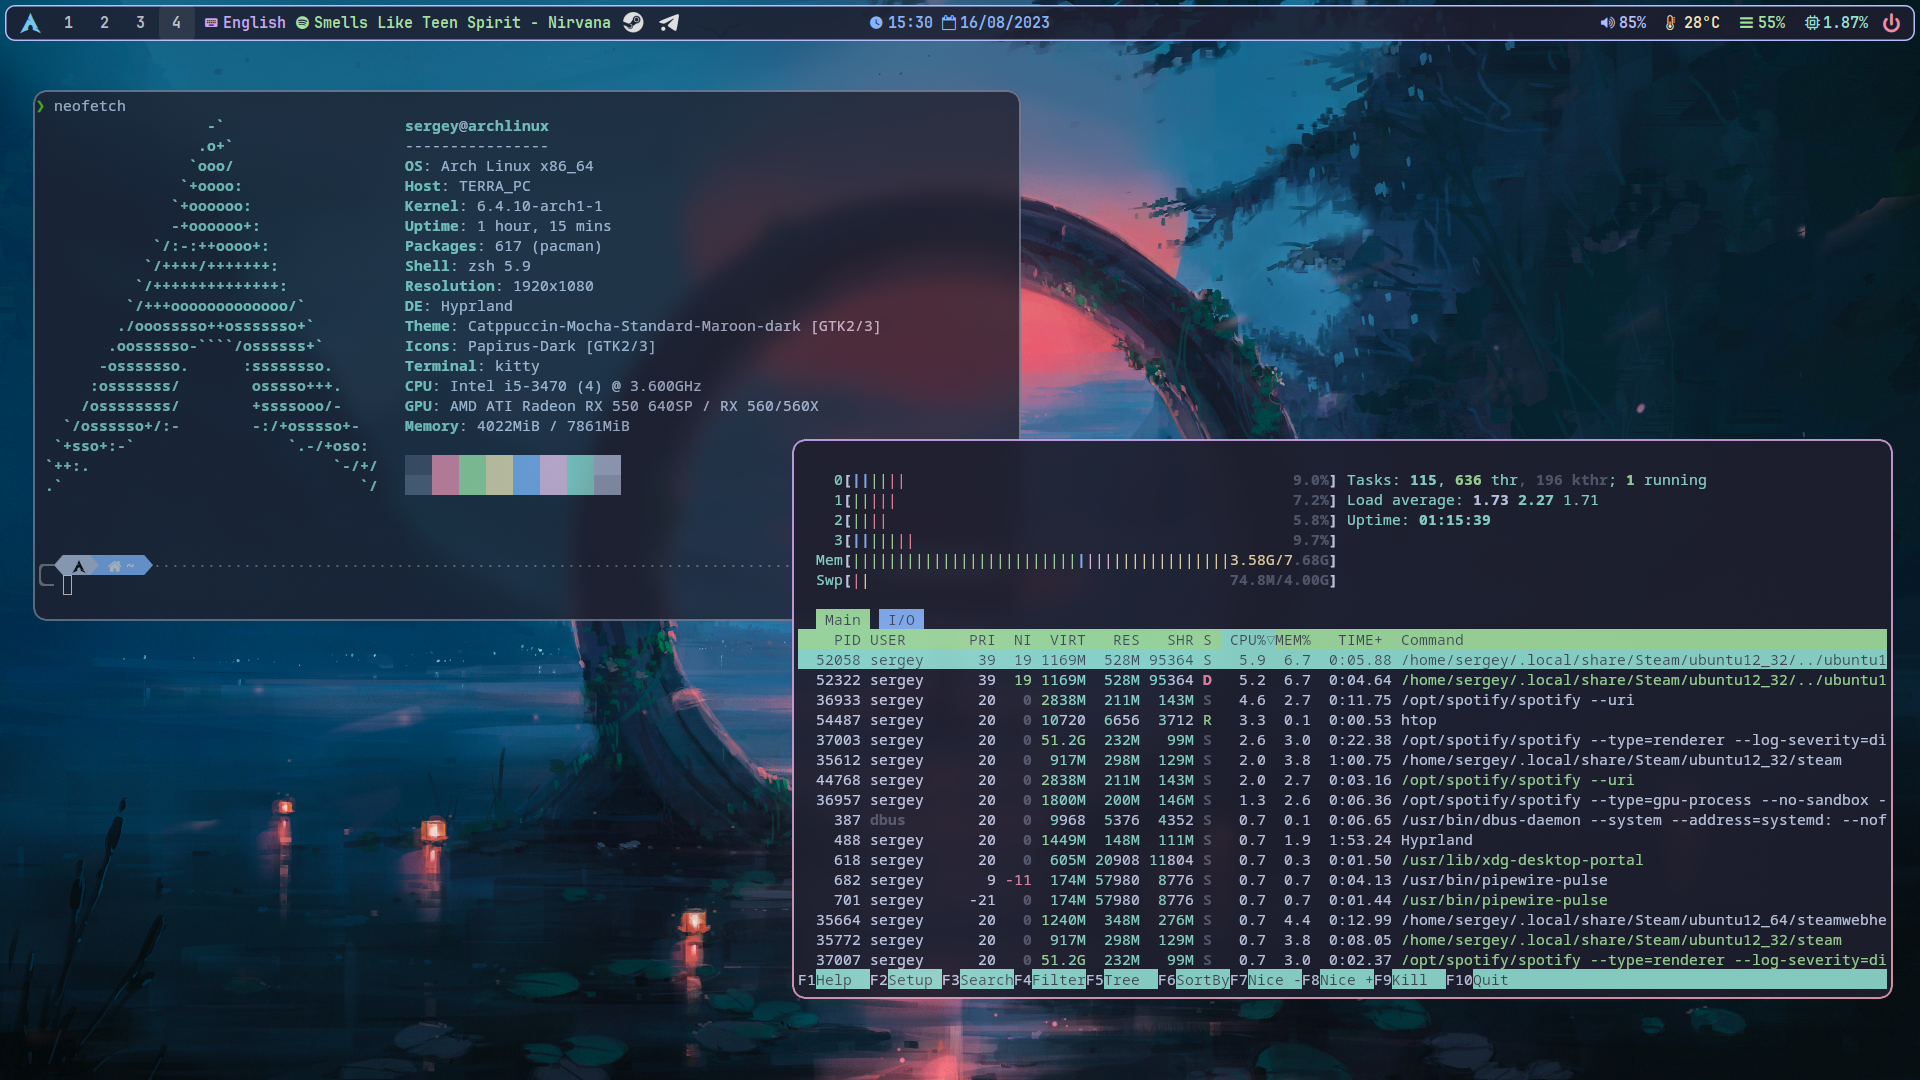 1 2 3 4 English Smells Like Teen Spirit - Nirvana 15:30 16/08/2023 85% 28°C 55% 1.87%
❯ neofetch
-`
.o+`
`ooo/
`+oooo:
`+oooooo:
-+oooooo+:
`/:-:++oooo+:
`/++++/+++++++:
`/++++++++++++++:
`/+++ooooooooooooo/`
./ooosssso++osssssso+`
.oossssso-````/ossssss+`
-osssssso. :ssssssso.
:osssssss/ osssso+++.
/ossssssss/ +ssssooo/-
`/ossssso+/:- -:/+osssso+-
`+sso+:-` `.-/+oso:
`++:. `-/+/
.` `/
sergey@archlinux
----------------
OS: Arch Linux x86_64
Host: TERRA_PC
Kernel: 6.4.10-arch1-1
Uptime: 1 hour, 15 mins
Packages: 617 (pacman)
Shell: zsh 5.9
Resolution: 1920x1080
DE: Hyprland
Theme: Catppuccin-Mocha-Standard-Maroon-dark [GTK2/3]
Icons: Papirus-Dark [GTK2/3]
Terminal: kitty
CPU: Intel i5-3470 (4) @ 3.600GHz
GPU: AMD ATI Radeon RX 550 640SP / RX 560/560X
Memory: 4022MiB / 7861MiB
~
0[|||||| 9.0%] Tasks: 115, 636 thr, 196 kthr; 1 running
1[||||| 7.2%] Load average: 1.73 2.27 1.71
2[|||| 5.8%] Uptime: 01:15:39
3[||||||| 9.7%]
Mem[||||||||||||||||||||||||||||||||||||||||||3.58G/7.68G]
Swp[|| 74.8M/4.00G]
Main I/O
PID USER PRI NI VIRT RES SHR S CPU%▽MEM% TIME+ Command
52058 sergey 39 19 1169M 528M 95364 S 5.9 6.7 0:05.88 /home/sergey/.local/share/Steam/ubuntu12_32/../ubuntu1
52322 sergey 39 19 1169M 528M 95364 D 5.2 6.7 0:04.64 /home/sergey/.local/share/Steam/ubuntu12_32/../ubuntu1
36933 sergey 20 0 2838M 211M 143M S 4.6 2.7 0:11.75 /opt/spotify/spotify --uri
54487 sergey 20 0 10720 6656 3712 R 3.3 0.1 0:00.53 htop
37003 sergey 20 0 51.2G 232M 99M S 2.6 3.0 0:22.38 /opt/spotify/spotify --type=renderer --log-severity=di
35612 sergey 20 0 917M 298M 129M S 2.0 3.8 1:00.75 /home/sergey/.local/share/Steam/ubuntu12_32/steam
44768 sergey 20 0 2838M 211M 143M S 2.0 2.7 0:03.16 /opt/spotify/spotify --uri
36957 sergey 20 0 1800M 200M 146M S 1.3 2.6 0:06.36 /opt/spotify/spotify --type=gpu-process --no-sandbox -
387 dbus 20 0 9968 5376 4352 S 0.7 0.1 0:06.65 /usr/bin/dbus-daemon --system --address=systemd: --nof
488 sergey 20 0 1449M 148M 111M S 0.7 1.9 1:53.24 Hyprland
618 sergey 20 0 605M 20908 11804 S 0.7 0.3 0:01.50 /usr/lib/xdg-desktop-portal
682 sergey 9 -11 174M 57980 8776 S 0.7 0.7 0:04.13 /usr/bin/pipewire-pulse
701 sergey -21 0 174M 57980 8776 S 0.7 0.7 0:01.44 /usr/bin/pipewire-pulse
35664 sergey 20 0 1240M 348M 276M S 0.7 4.4 0:12.99 /home/sergey/.local/share/Steam/ubuntu12_64/steamwebhe
35772 sergey 20 0 917M 298M 129M S 0.7 3.8 0:08.05 /home/sergey/.local/share/Steam/ubuntu12_32/steam
37007 sergey 20 0 51.2G 232M 99M S 0.7 3.0 0:02.37 /opt/spotify/spotify --type=renderer --log-severity=di
F1Help F2Setup F3SearchF4FilterF5Tree F6SortByF7Nice -F8Nice +F9Kill F10Quit